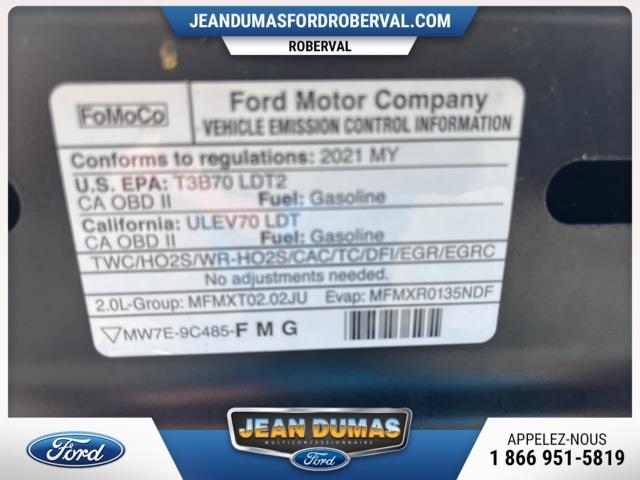 JEANDUMASFORDROBERVAL.COM
ROBERVAL
FoMoCo
Ford Motor Company
VEHICLE EMISSION CONTROL INFORMATION
Conforms to regulations: 2021 MY
U.S. EPA: T3B70 LDT2
CA OBD II Fuel: Gasoline
California: ULEV70 LDT
CA OBD II Fuel: Gasoline
TWC/HO2S/WR-HO2S/CAC/TC/DFI/EGR/EGRC
No adjustments needed.
2.0L-Group: MFMXT02.02JU Evap: MFMXR0135NDF
MW7E-9C485-F M G
Ford
JEAN DUMAS
MULTICONCESSIONNAIRE
Ford
APPELEZ-NOUS
1 866 951-5819